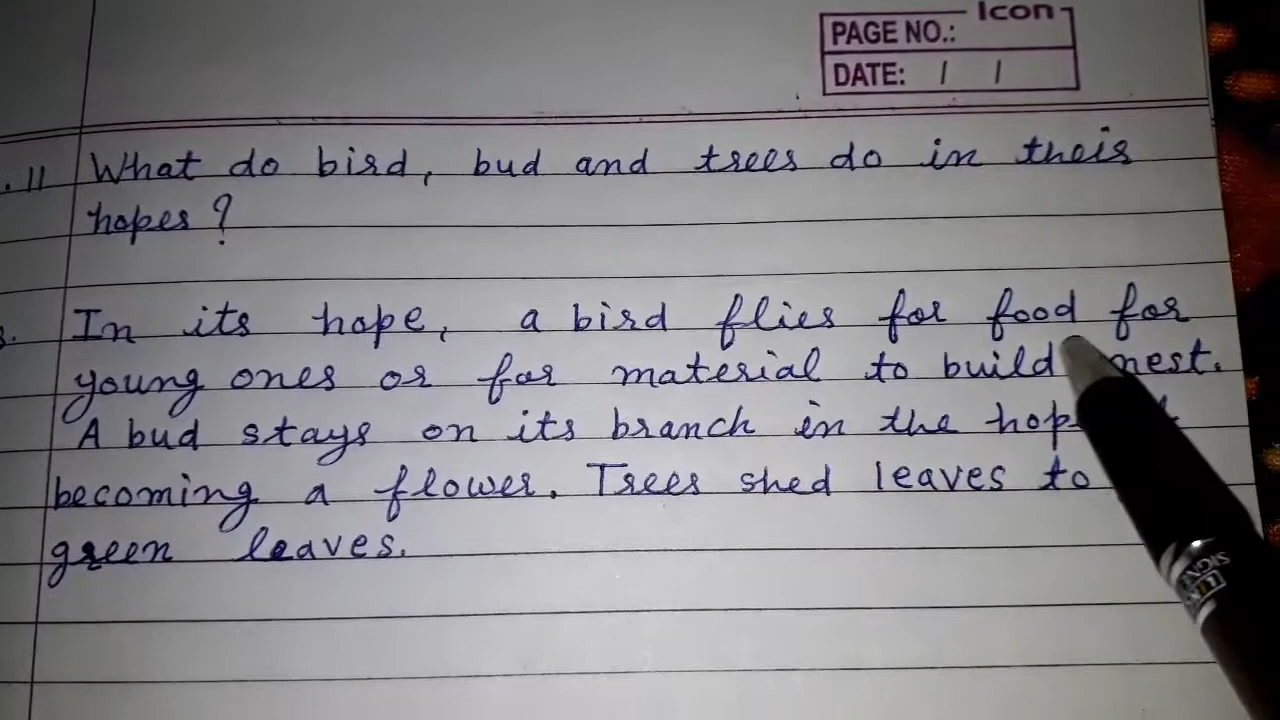 Icon
PAGE NO.:
DATE: / /
.11 What do bird, bud and trees do in their
hopes?
In its hope, a bird flies for food for
young ones or for material to build nest.
A bud stays on its branch in the
becoming a flower. Trees shed leaves to
green leaves.